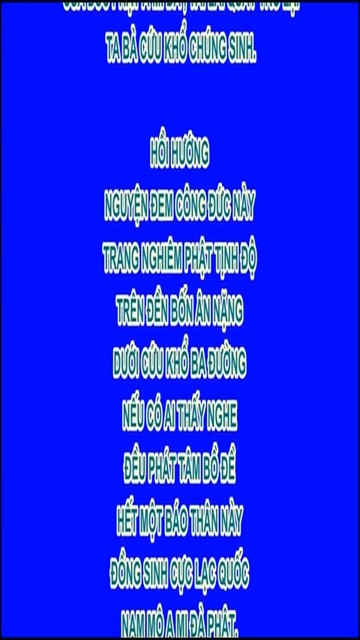 TA BÀ CỨU KHỔ CHÚNG SINH.
HỒI HƯỚNG
NGUYỆN ĐEM CÔNG ĐỨC NÀY
TRANG NGHIÊM PHẬT TỊNH ĐỘ
TRÊN ĐỀN BỐN ÂN NẶNG
DƯỚI CỨU KHỔ BA ĐƯỜNG
NẾU CÓ AI THẤY NGHE
ĐỀU PHÁT TÂM BỒ ĐỀ
HẾT MỘT BÁO THÂN NÀY
ĐỒNG SINH CỰC LẠC QUỐC
NAM MÔ A MI ĐÀ PHẬT.